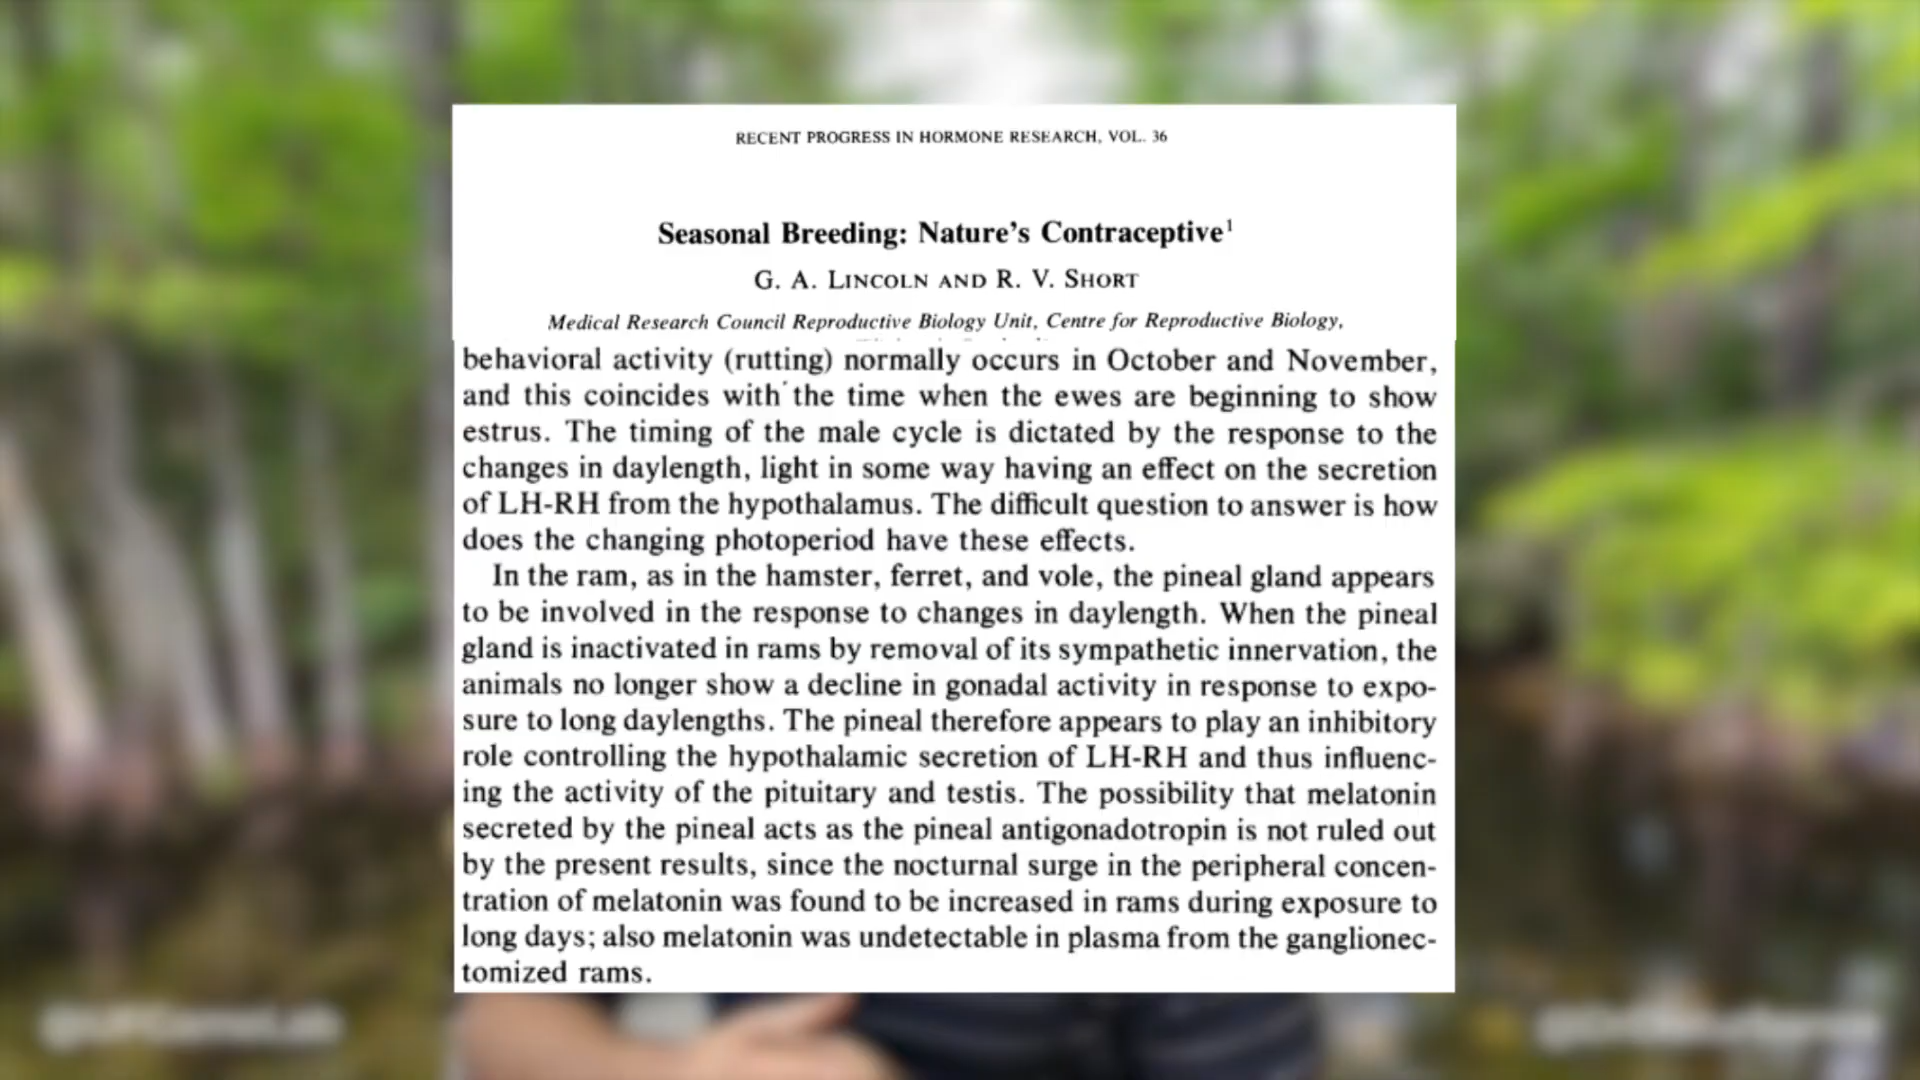 RECENT PROGRESS IN HORMONE RESEARCH, VOL. 36
Seasonal Breeding: Nature's Contraceptive¹
G. A. LINCOLN AND R. V. SHORT
Medical Research Council Reproductive Biology Unit, Centre for Reproductive Biology,
behavioral activity (rutting) normally occurs in October and November,
and this coincides with the time when the ewes are beginning to show
estrus. The timing of the male cycle is dictated by the response to the
changes in daylength, light in some way having an effect on the secretion
of LH-RH from the hypothalamus. The difficult question to answer is how
does the changing photoperiod have these effects.
In the ram, as in the hamster, ferret, and vole, the pineal gland appears
to be involved in the response to changes in daylength. When the pineal
gland is inactivated in rams by removal of its sympathetic innervation, the
animals no longer show a decline in gonadal activity in response to expo-
sure to long daylengths. The pineal therefore appears to play an inhibitory
role controlling the hypothalamic secretion of LH-RH and thus influenc-
ing the activity of the pituitary and testis. The possibility that melatonin
secreted by the pineal acts as the pineal antigonadotropin is not ruled out
by the present results, since the nocturnal surge in the peripheral concen-
tration of melatonin was found to be increased in rams during exposure to
long days; also melatonin was undetectable in plasma from the ganglionec-
tomized rams.